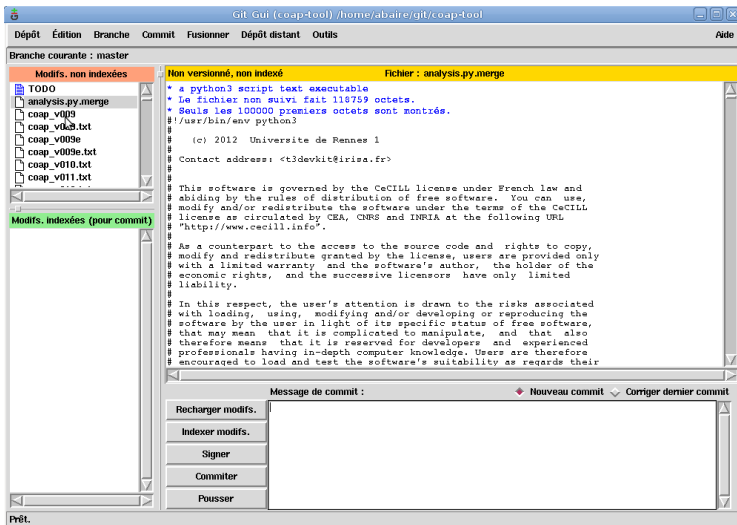 Git Gui (coap-tool) /home/abaire/git/coap-tool
Dépôt Édition Branche Commit Fusionner Dépôt distant Outils Aide
Branche courante : master
Modifs. non indexées
TODO
analysis.py.merge
coap_v009
coap_v009.txt
coap_v009e
coap_v009e.txt
coap_v010.txt
coap_v011.txt
Modifs. indexées (pour commit)
Non versionné, non indexé Fichier : analysis.py.merge
* a python3 script text executable
* Le fichier non suivi fait 118759 octets.
* Seuls les 100000 premiers octets sont montrés.
#!/usr/bin/env python3
#
# (c) 2012 Universite de Rennes 1
#
# Contact address: <t3devkit@irisa.fr>
#
#
# This software is governed by the CeCILL license under French law and
# abiding by the rules of distribution of free software. You can use,
# modify and/or redistribute the software under the terms of the CeCILL
# license as circulated by CEA, CNRS and INRIA at the following URL
# "http://www.cecill.info".
#
# As a counterpart to the access to the source code and rights to copy,
# modify and redistribute granted by the license, users are provided only
# with a limited warranty and the software's author, the holder of the
# economic rights, and the successive licensors have only limited
# liability.
#
# In this respect, the user's attention is drawn to the risks associated
# with loading, using, modifying and/or developing or reproducing the
# software by the user in light of its specific status of free software,
# that may mean that it is complicated to manipulate, and that also
# therefore means that it is reserved for developers and experienced
# professionals having in-depth computer knowledge. Users are therefore
# encouraged to load and test the software's suitability as regards their
Message de commit : Nouveau commit Corriger dernier commit
Recharger modifs.
Indexer modifs.
Signer
Commiter
Pousser
Prêt.